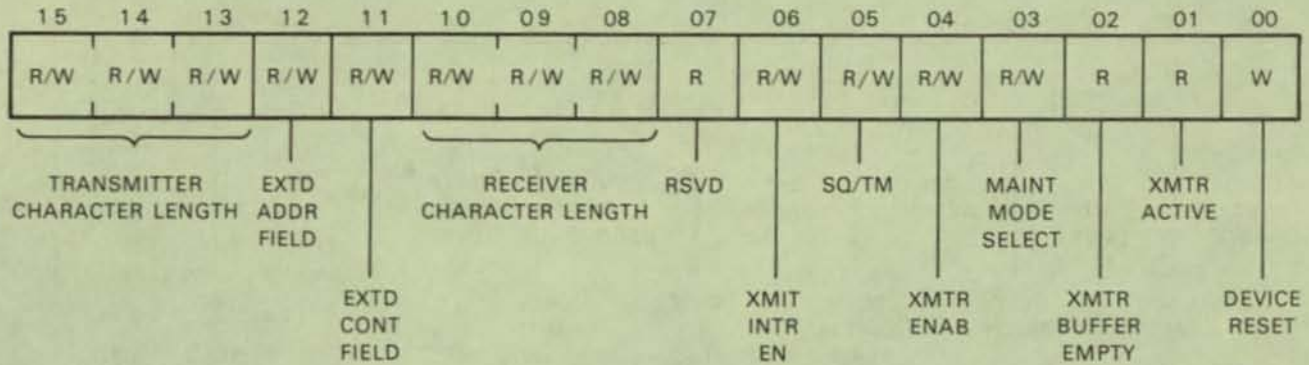 15 14 13 12 11 10 09 08 07 06 05 04 03 02 01 00
R/W R/W R/W R/W R/W R/W R/W R/W R R/W R/W R/W R/W R R W
TRANSMITTER
CHARACTER LENGTH
EXTD
ADDR
FIELD
EXTD
CONT
FIELD
RECEIVER
CHARACTER LENGTH
RSVD
XMIT
INTR
EN
SQ/TM
XMTR
ENAB
MAINT
MODE
SELECT
XMTR
BUFFER
EMPTY
XMTR
ACTIVE
DEVICE
RESET